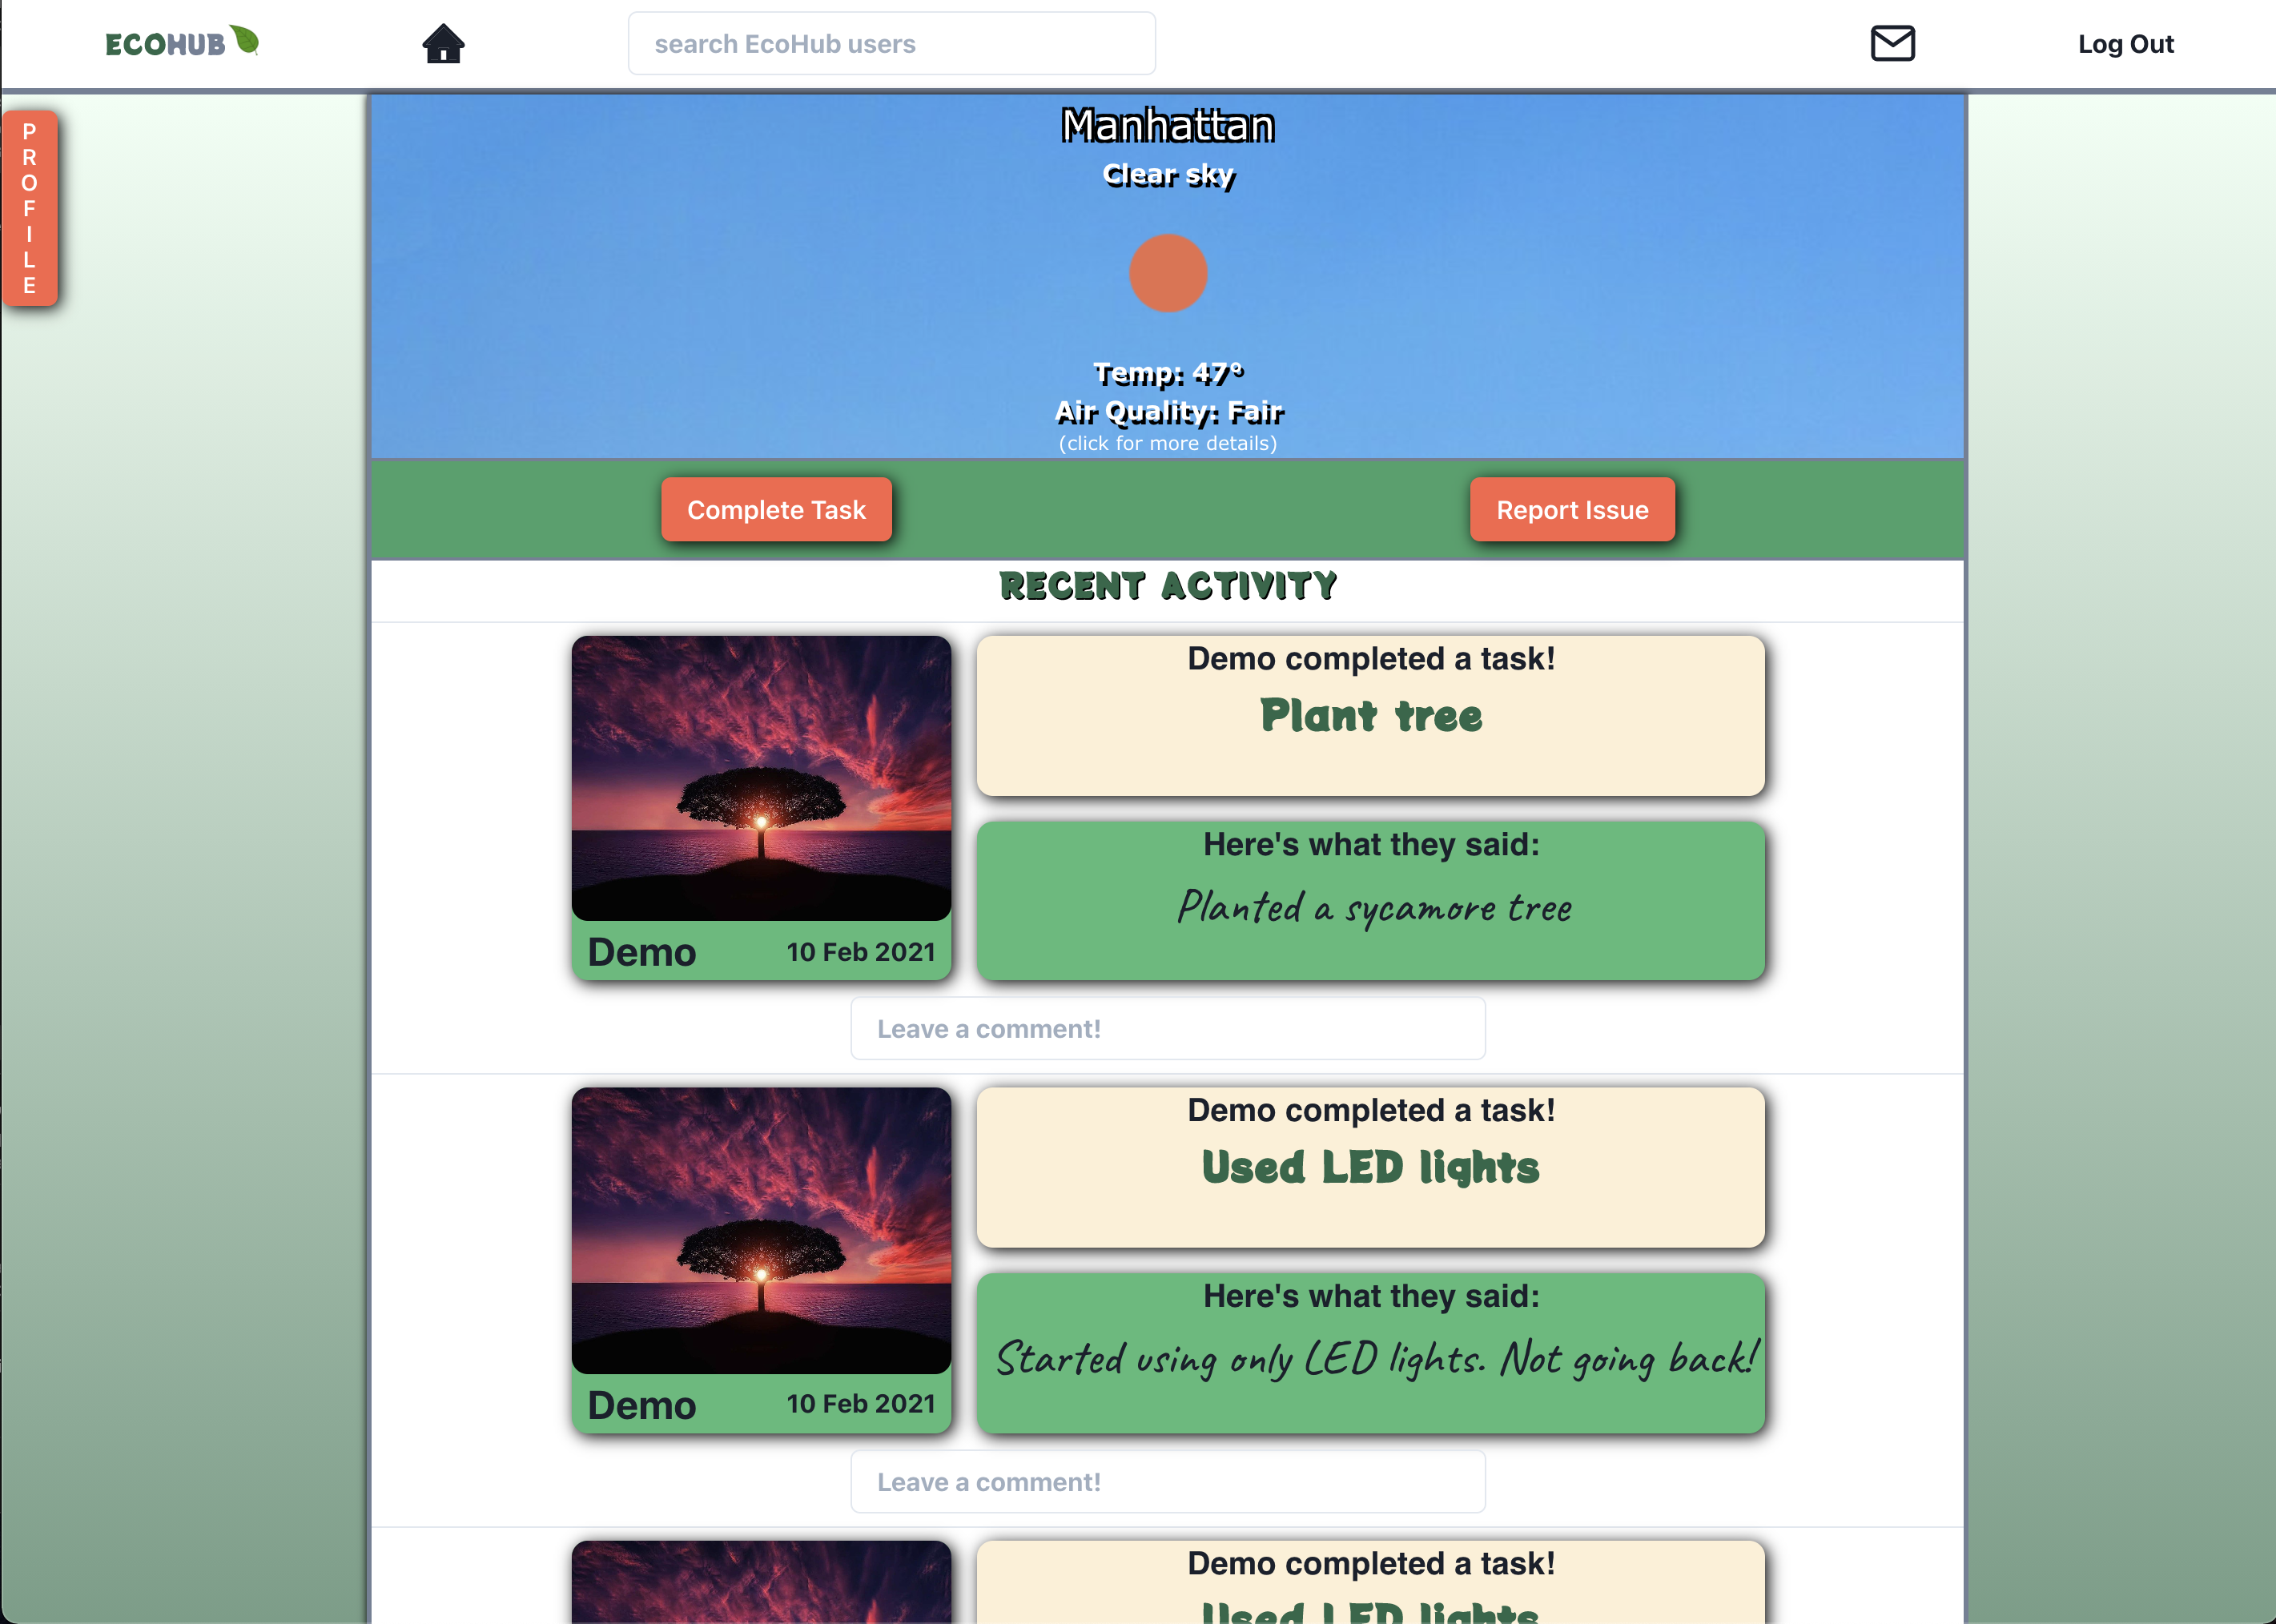 ECOHUB
search EcoHub users
Log Out
P
R
O
F
I
L
E
Manhattan
Clear sky
Temp: 47°
Air Quality: Fair
(click for more details)
Complete Task
Report Issue
RECENT ACTIVITY
Demo completed a task!
Plant tree
Here's what they said:
Planted a sycamore tree
Demo
10 Feb 2021
Leave a comment!
Demo completed a task!
Used LED lights
Here's what they said:
Started using only LED lights. Not going back!
Demo
10 Feb 2021
Leave a comment!
Demo completed a task!
Used LED lights